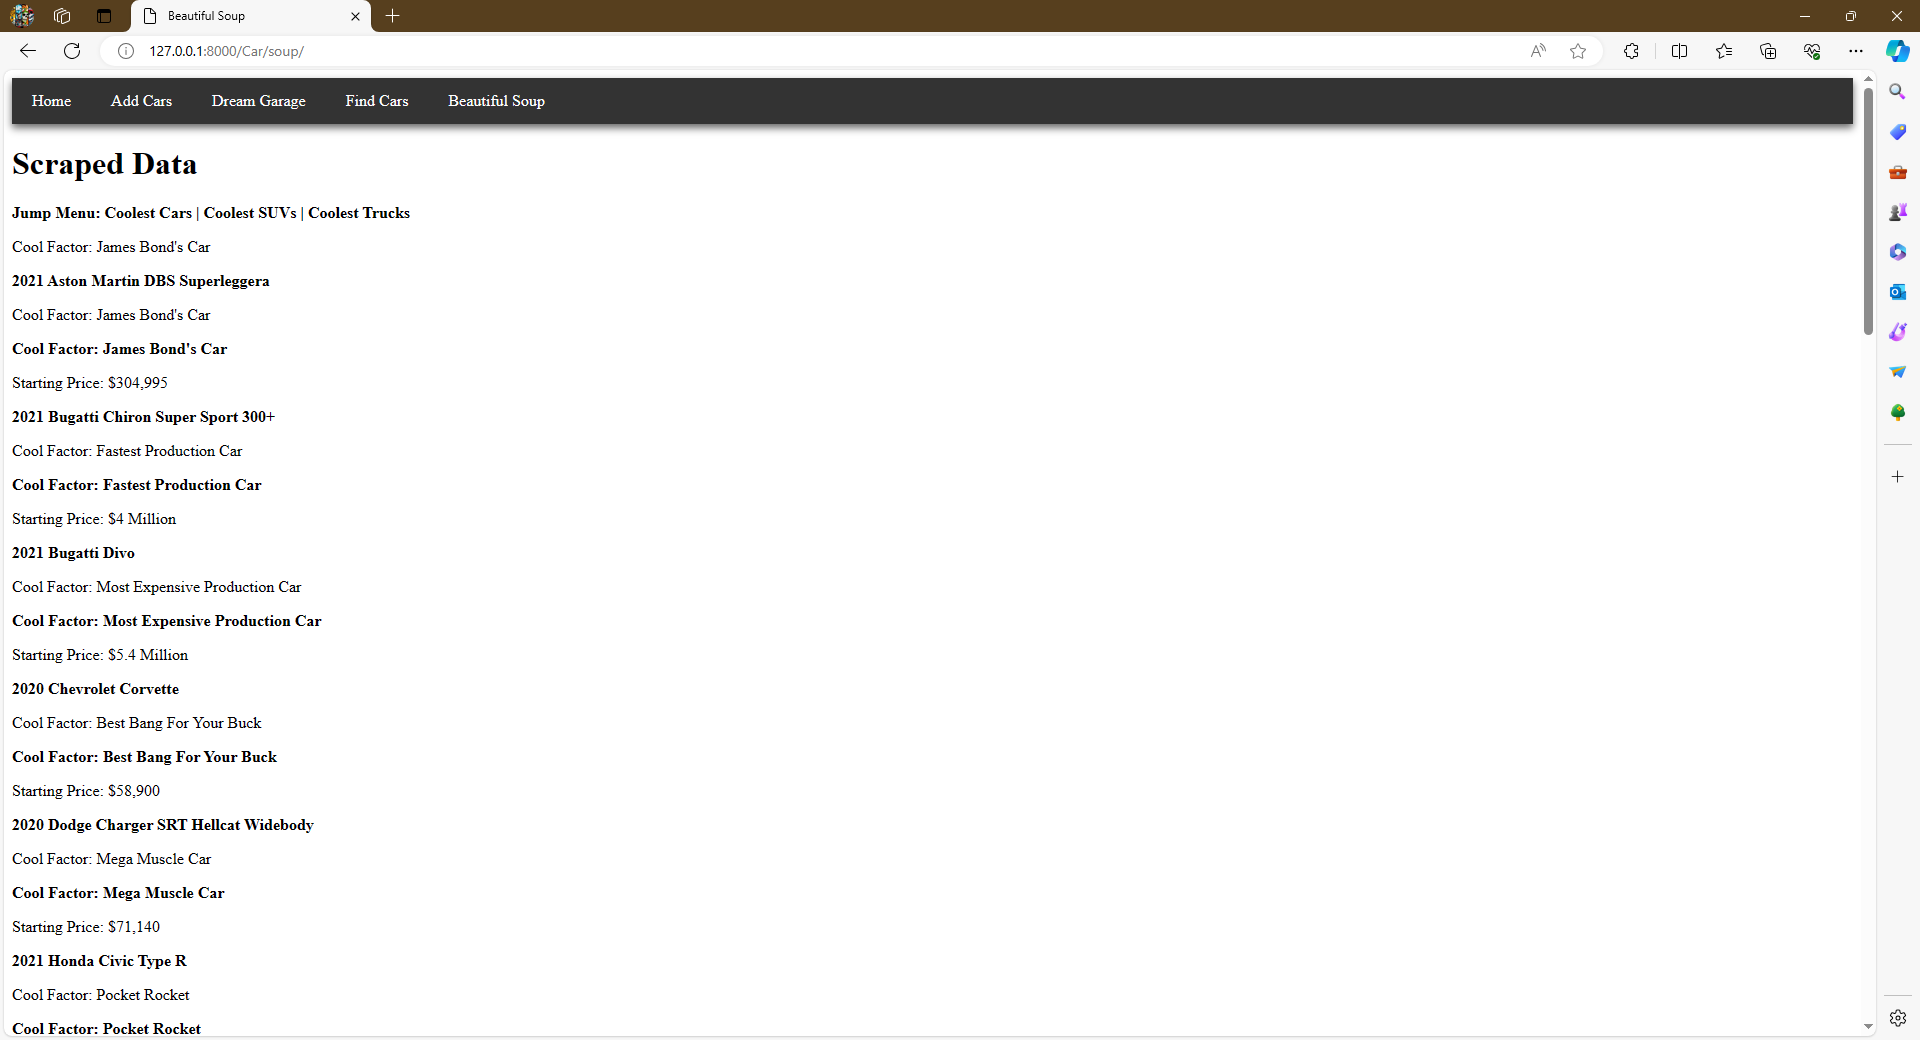 Beautiful Soup
127.0.0.1:8000/Car/soup/
Home Add Cars Dream Garage Find Cars Beautiful Soup
Scraped Data
Jump Menu: Coolest Cars | Coolest SUVs | Coolest Trucks
Cool Factor: James Bond's Car
2021 Aston Martin DBS Superleggera
Cool Factor: James Bond's Car
Cool Factor: James Bond's Car
Starting Price: $304,995
2021 Bugatti Chiron Super Sport 300+
Cool Factor: Fastest Production Car
Cool Factor: Fastest Production Car
Starting Price: $4 Million
2021 Bugatti Divo
Cool Factor: Most Expensive Production Car
Cool Factor: Most Expensive Production Car
Starting Price: $5.4 Million
2020 Chevrolet Corvette
Cool Factor: Best Bang For Your Buck
Cool Factor: Best Bang For Your Buck
Starting Price: $58,900
2020 Dodge Charger SRT Hellcat Widebody
Cool Factor: Mega Muscle Car
Cool Factor: Mega Muscle Car
Starting Price: $71,140
2021 Honda Civic Type R
Cool Factor: Pocket Rocket
Cool Factor: Pocket Rocket